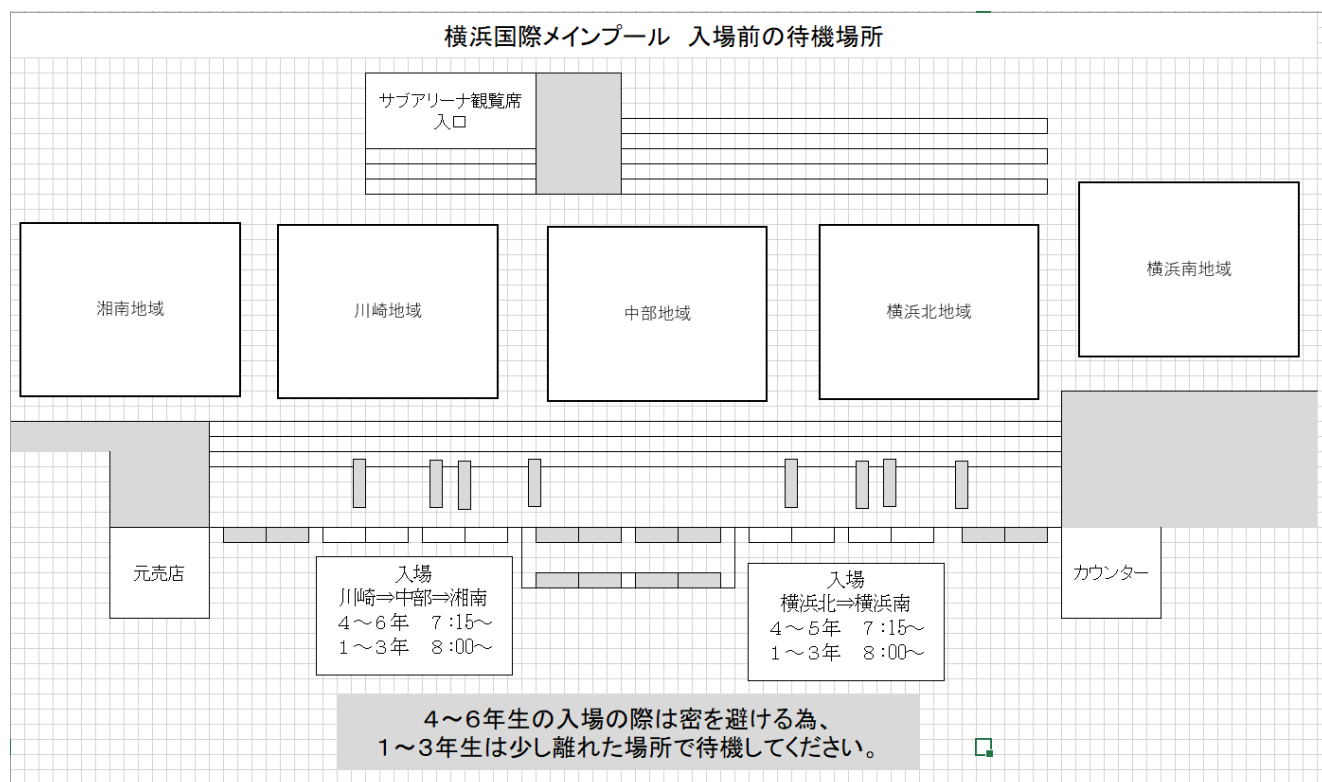 横浜国際メインプール　入場前の待機場所
サブアリーナ観覧席
入口
湘南地域
川崎地域
中部地域
横浜北地域
横浜南地域
元売店
入場
川崎⇒中部⇒湘南
４～６年　７:15～
１～３年　８:00～
入場
横浜北⇒横浜南
４～５年　７:15～
１～３年　８:00～
カウンター
４～６年生の入場の際は密を避ける為、
１～３年生は少し離れた場所で待機してください。